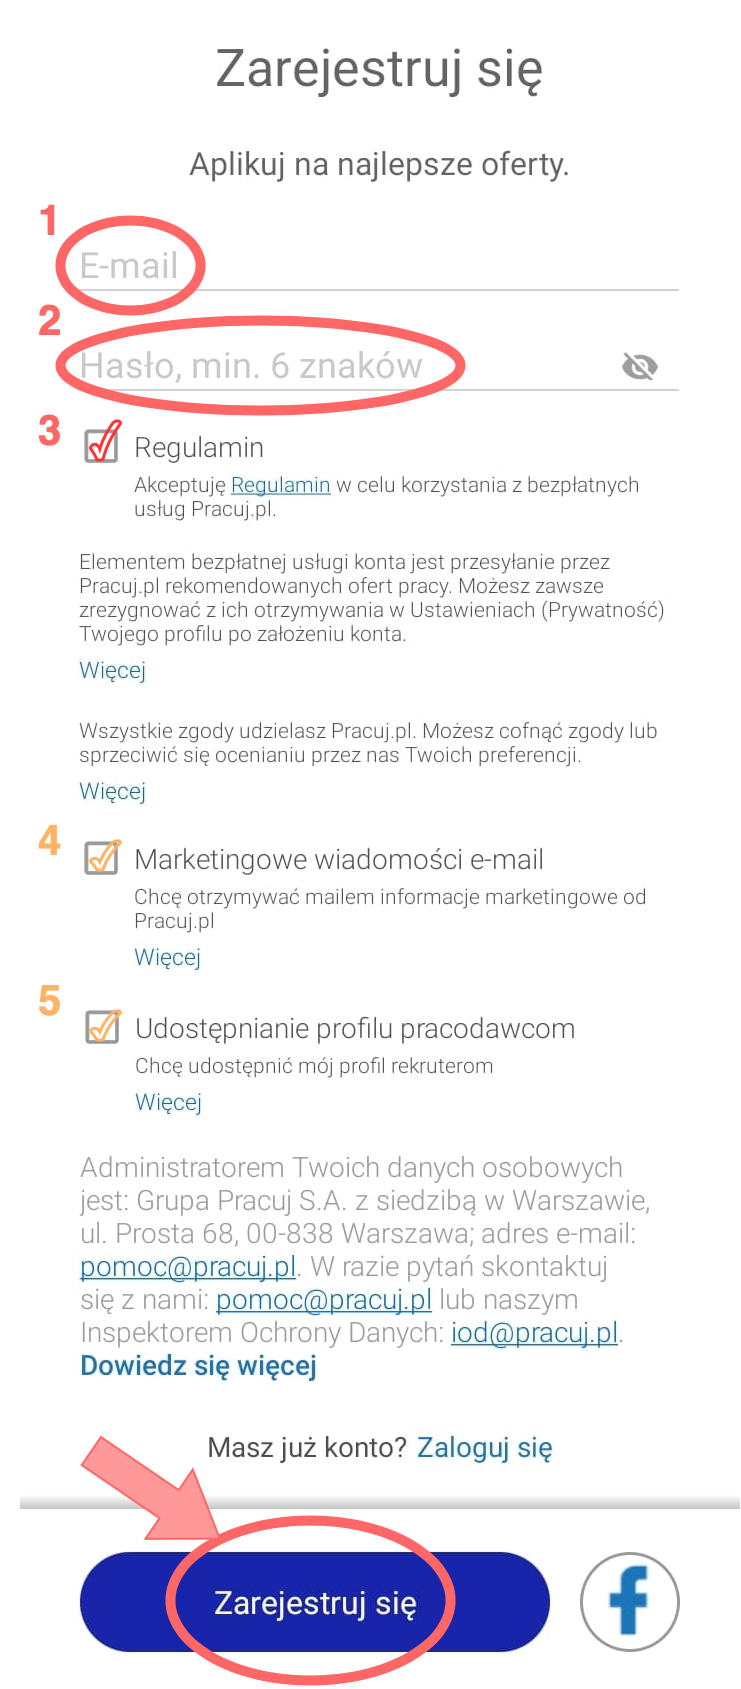 Zarejestruj się
Aplikuj na najlepsze oferty.
1
E-mail
2
Hasło, min. 6 znaków
3
Regulamin
Akceptuję Regulamin w celu korzystania z bezpłatnych
usług Pracuj.pl.
Elementem bezpłatnej usługi konta jest przesyłanie przez
Pracuj.pl rekomendowanych ofert pracy. Możesz zawsze
zrezygnować z ich otrzymywania w Ustawieniach (Prywatność)
Twojego profilu po założeniu konta.
Więcej
Wszystkie zgody udzielasz Pracuj.pl. Możesz cofnąć zgody lub
sprzeciwić się ocenianiu przez nas Twoich preferencji.
Więcej
4
Marketingowe wiadomości e-mail
Chcę otrzymywać mailem informacje marketingowe od
Pracuj.pl
Więcej
5
Udostępnianie profilu pracodawcom
Chcę udostępnić mój profil rekruterom
Więcej
Administratorem Twoich danych osobowych
jest: Grupa Pracuj S.A. z siedzibą w Warszawie,
ul. Prosta 68, 00-838 Warszawa; adres e-mail:
pomoc@pracuj.pl. W razie pytań skontaktuj
się z nami: pomoc@pracuj.pl lub naszym
Inspektorem Ochrony Danych: iod@pracuj.pl.
Dowiedz się więcej
Masz już konto? Zaloguj się
Zarejestruj się
f